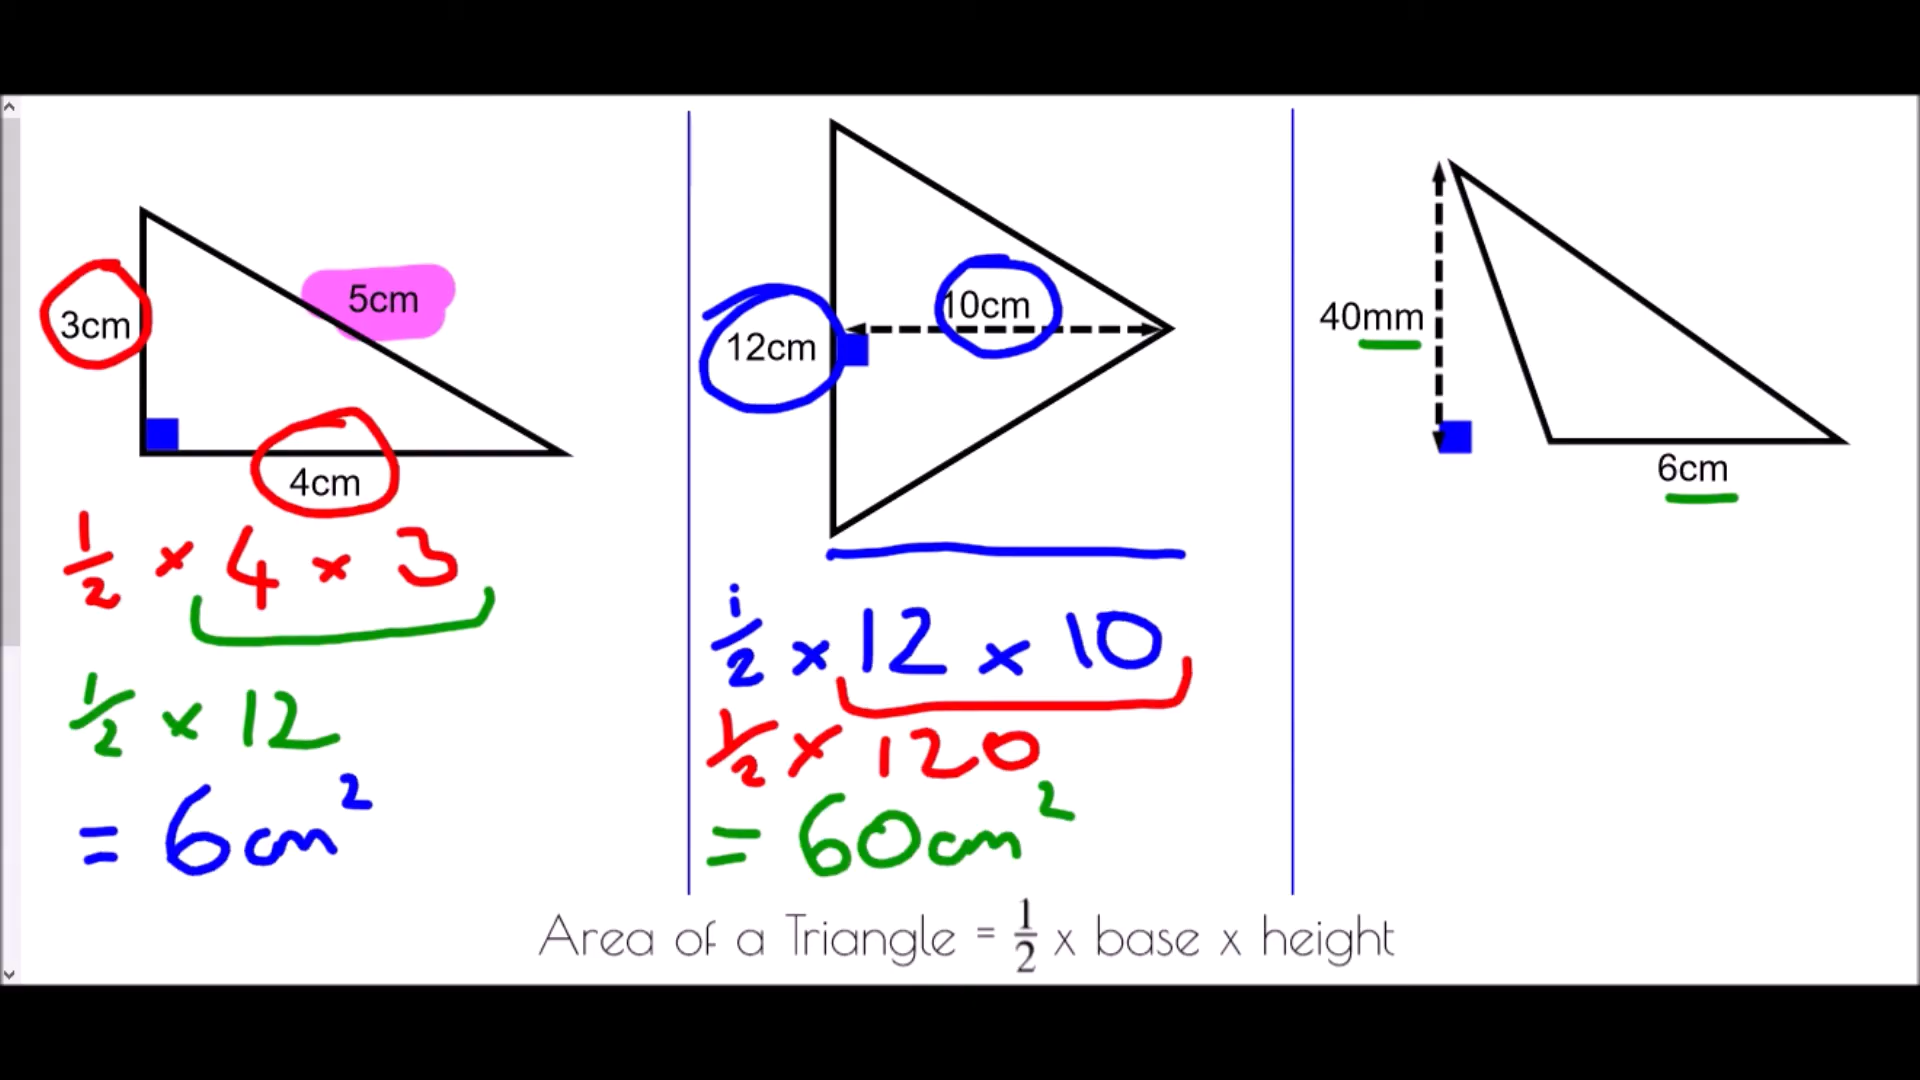 3cm
5cm
4cm
1/2 × 4 × 3
1/2 × 12
= 6cm²
12cm
10cm
1/2 × 12 × 10
1/2 × 120
= 60cm²
40mm
6cm
Area of a Triangle = 1/2 x base x height